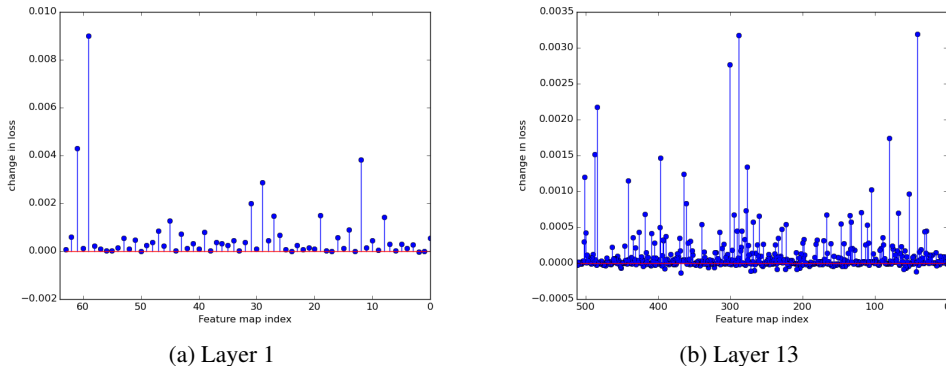 0.010
0.008
0.006
0.004
0.002
0.000
−0.002
change in loss
60 50 40 30 20 10 0
Feature map index
(a) Layer 1
0.0035
0.0030
0.0025
0.0020
0.0015
0.0010
0.0005
0.0000
−0.0005
change in loss
500 400 300 200 100 0
Feature map index
(b) Layer 13